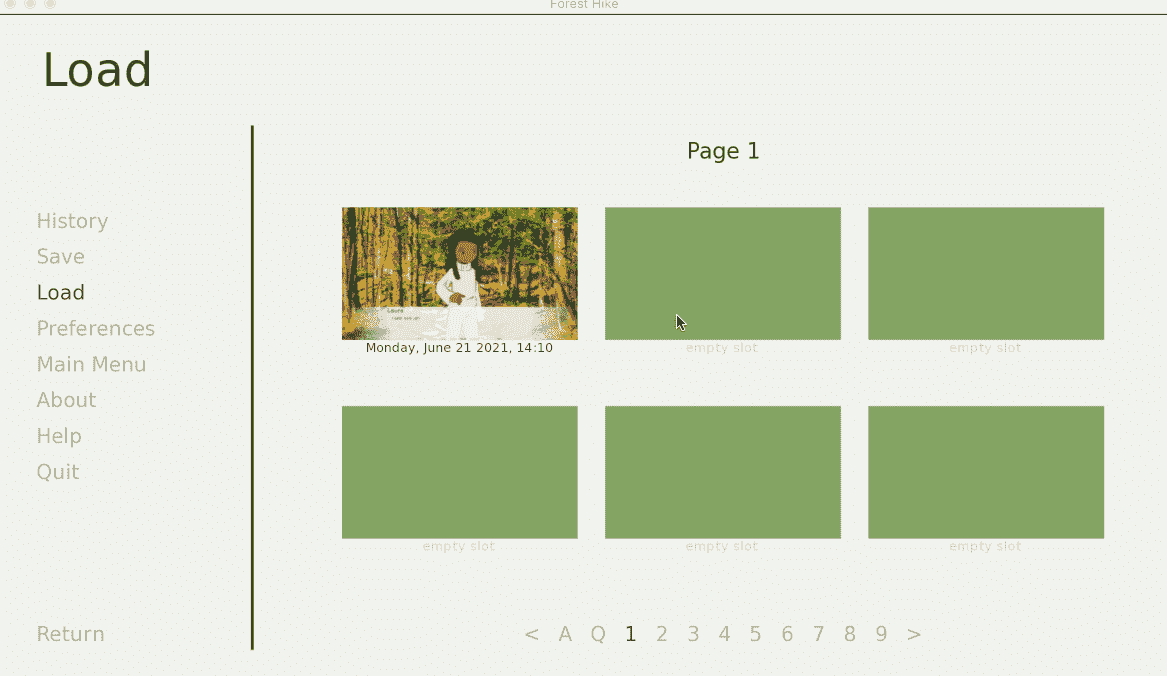 Forest Hike
Load
Page 1
History
Save
Load
Preferences
Main Menu
About
Help
Quit
Return
Laura
Monday, June 21 2021, 14:10
empty slot
empty slot
empty slot
empty slot
empty slot
< A Q 1 2 3 4 5 6 7 8 9 >